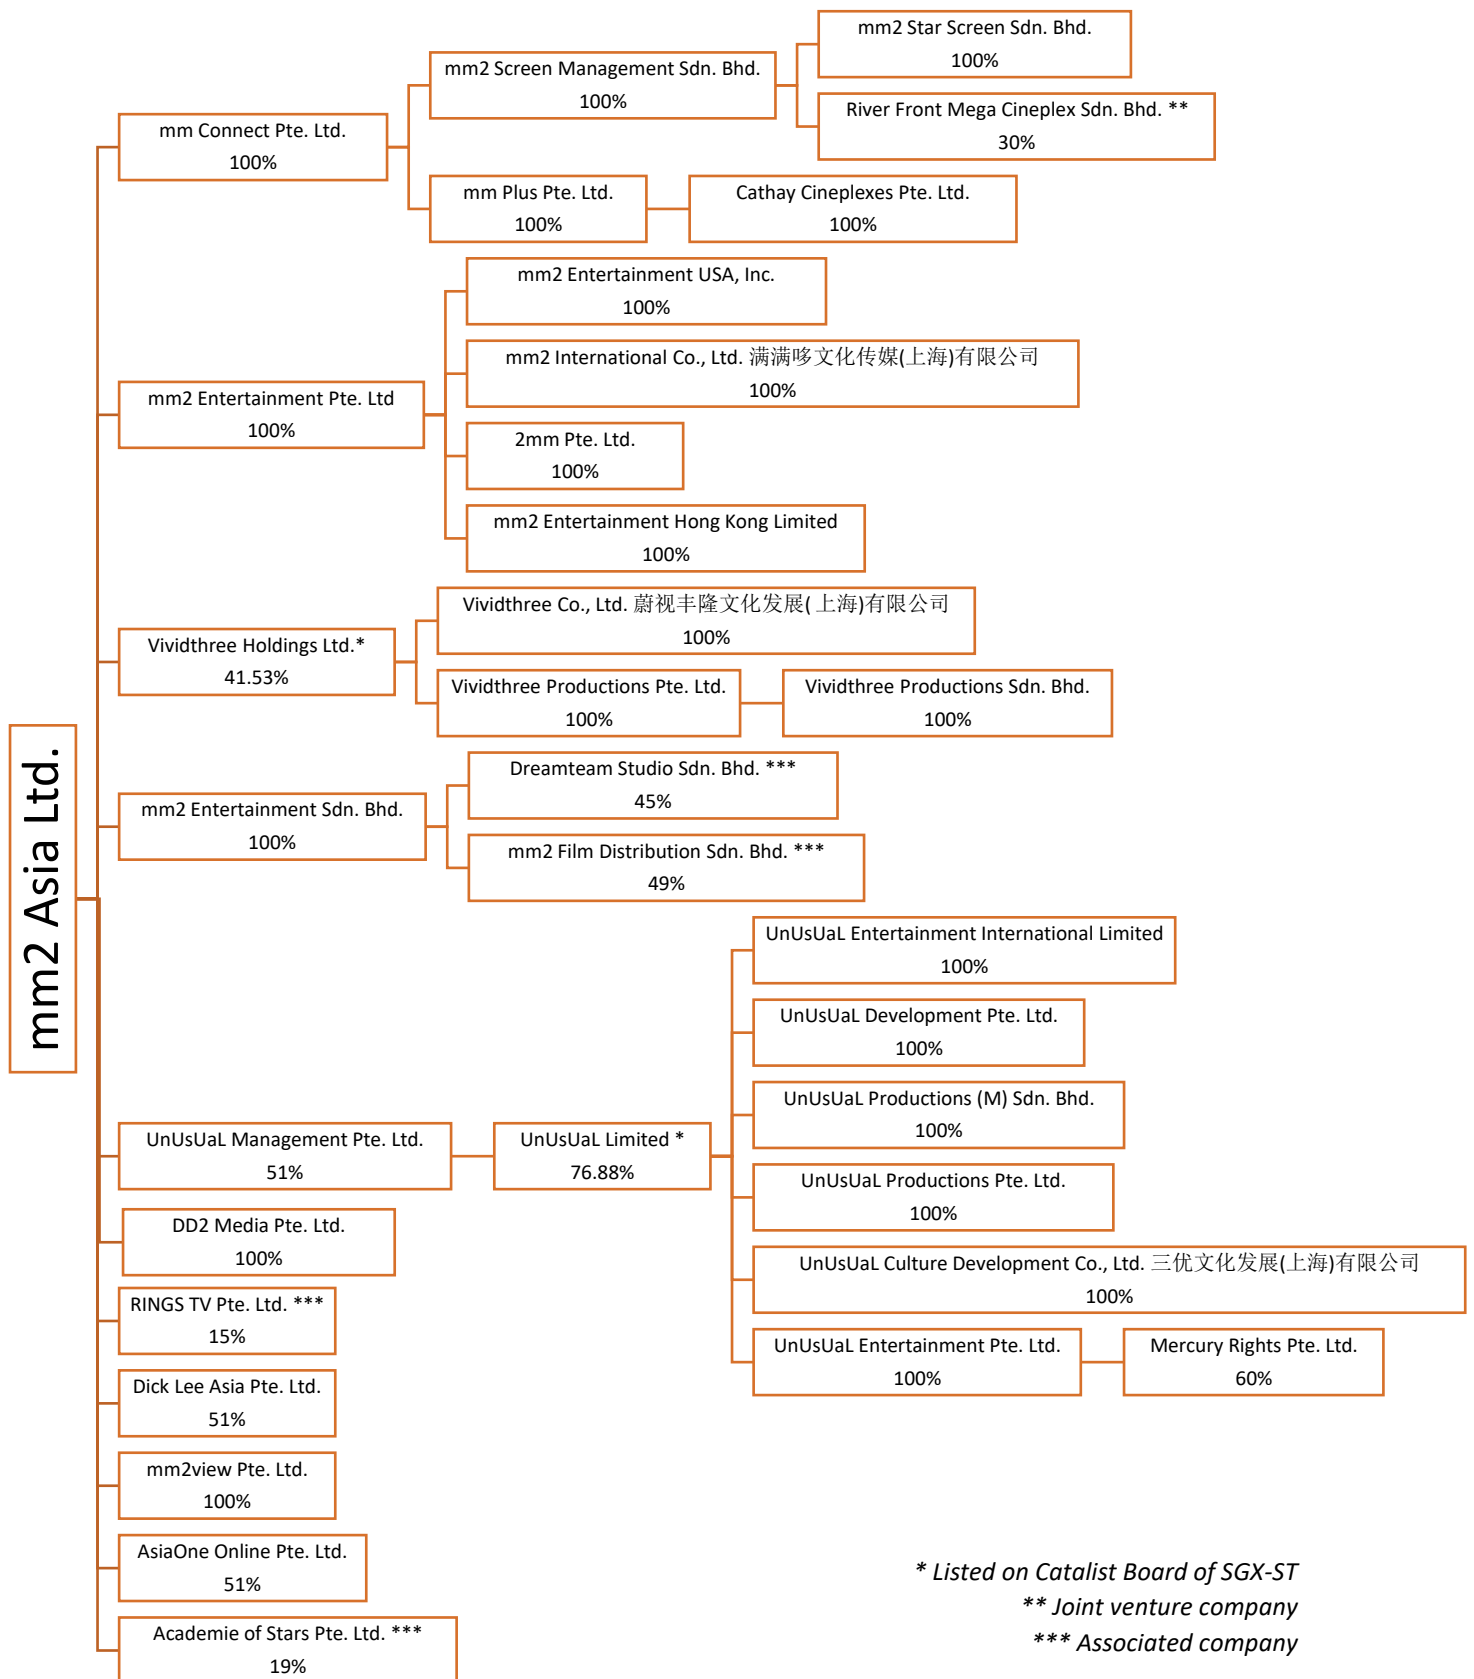 mm2 Asia Ltd.
mm Connect Pte. Ltd.
100%
mm2 Screen Management Sdn. Bhd.
100%
mm2 Star Screen Sdn. Bhd.
100%
River Front Mega Cineplex Sdn. Bhd. **
30%
mm Plus Pte. Ltd.
100%
Cathay Cineplexes Pte. Ltd.
100%
mm2 Entertainment Pte. Ltd
100%
mm2 Entertainment USA, Inc.
100%
mm2 International Co., Ltd. 满满哆文化传媒(上海)有限公司
100%
2mm Pte. Ltd.
100%
mm2 Entertainment Hong Kong Limited
100%
Vividthree Holdings Ltd.*
41.53%
Vividthree Co., Ltd. 蔚视丰隆文化发展( 上海)有限公司
100%
Vividthree Productions Pte. Ltd.
100%
Vividthree Productions Sdn. Bhd.
100%
mm2 Entertainment Sdn. Bhd.
100%
Dreamteam Studio Sdn. Bhd. ***
45%
mm2 Film Distribution Sdn. Bhd. ***
49%
UnUsUaL Management Pte. Ltd.
51%
UnUsUaL Limited *
76.88%
UnUsUaL Entertainment International Limited
100%
UnUsUaL Development Pte. Ltd.
100%
UnUsUaL Productions (M) Sdn. Bhd.
100%
UnUsUaL Productions Pte. Ltd.
100%
UnUsUaL Culture Development Co., Ltd. 三优文化发展(上海)有限公司
100%
UnUsUaL Entertainment Pte. Ltd.
100%
Mercury Rights Pte. Ltd.
60%
DD2 Media Pte. Ltd.
100%
RINGS TV Pte. Ltd. ***
15%
Dick Lee Asia Pte. Ltd.
51%
mm2view Pte. Ltd.
100%
AsiaOne Online Pte. Ltd.
51%
Academie of Stars Pte. Ltd. ***
19%
* Listed on Catalist Board of SGX-ST
** Joint venture company
*** Associated company